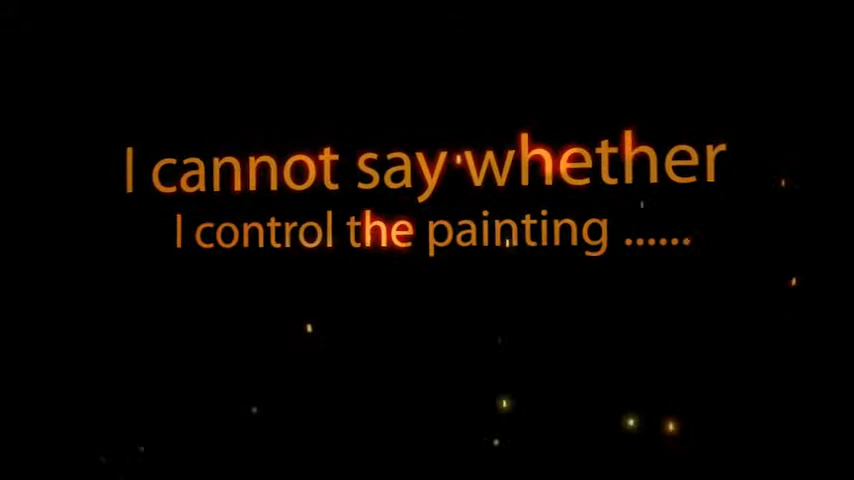 I cannot say whether
I control the painting ......